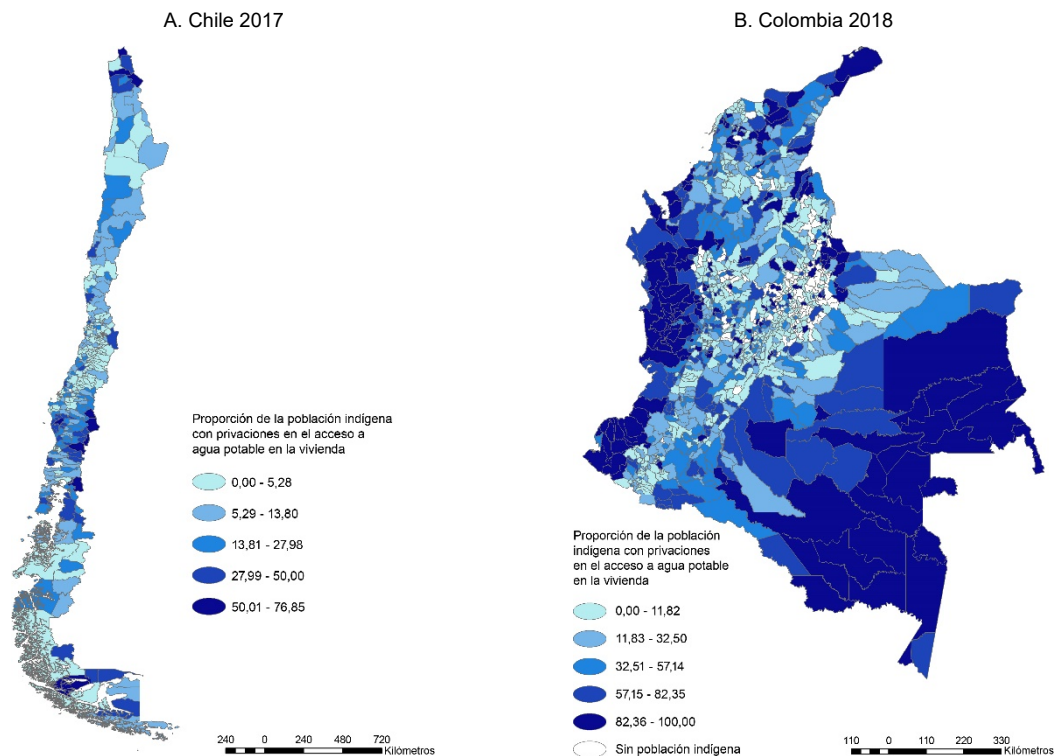 A. Chile 2017
Proporción de la población indígena
con privaciones en el acceso a
agua potable en la vivienda
0,00 - 5,28
5,29 - 13,80
13,81 - 27,98
27,99 - 50,00
50,01 - 76,85
240 0 240 480 720
Kilómetros
B. Colombia 2018
Proporción de la población
indígena con privaciones
en el acceso a agua potable
en la vivienda
0,00 - 11,82
11,83 - 32,50
32,51 - 57,14
57,15 - 82,35
82,36 - 100,00
Sin población indígena
110 0 110 220 330
Kilómetros